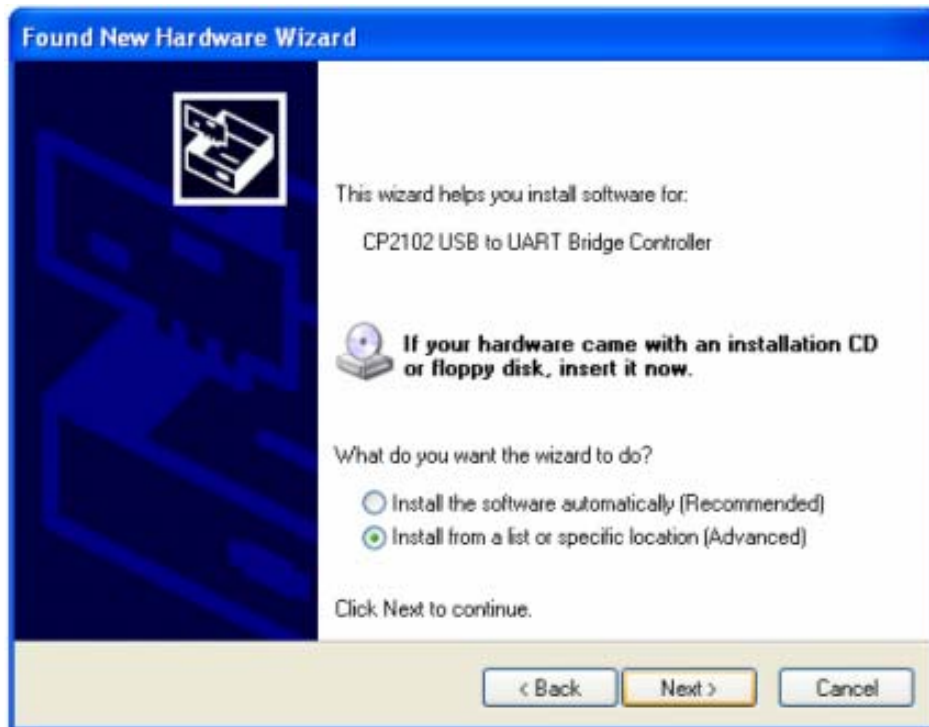 Found New Hardware Wizard
This wizard helps you install software for:
CP2102 USB to UART Bridge Controller
If your hardware came with an installation CD
or floppy disk, insert it now.
What do you want the wizard to do?
Install the software automatically (Recommended)
Install from a list or specific location (Advanced)
Click Next to continue.
< Back Next > Cancel